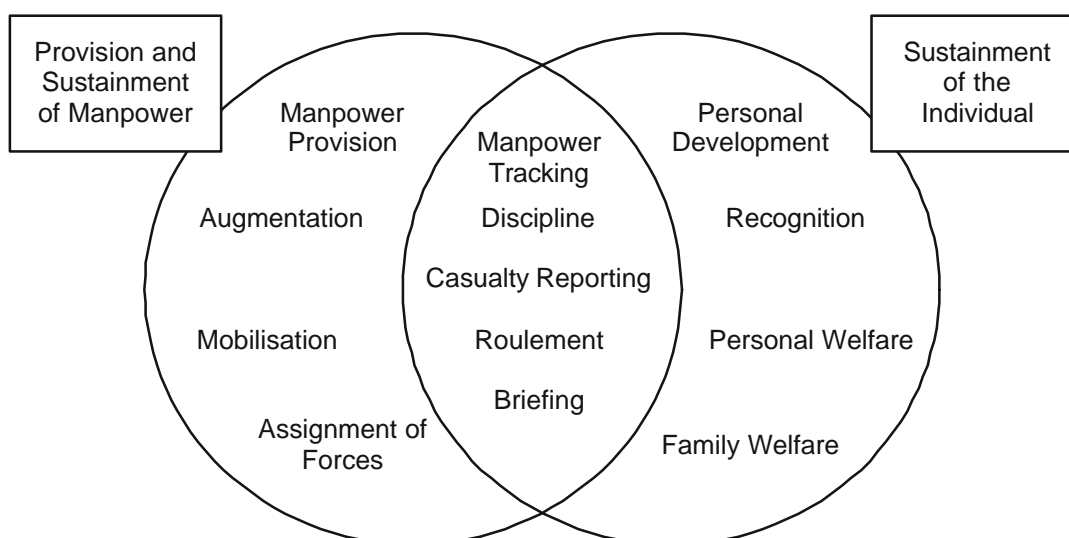 Provision and
Sustainment
of Manpower
Sustainment
of the
Individual
Manpower
Provision
Augmentation
Mobilisation
Assignment of
Forces
Manpower
Tracking
Discipline
Casualty Reporting
Roulement
Briefing
Personal
Development
Recognition
Personal Welfare
Family Welfare